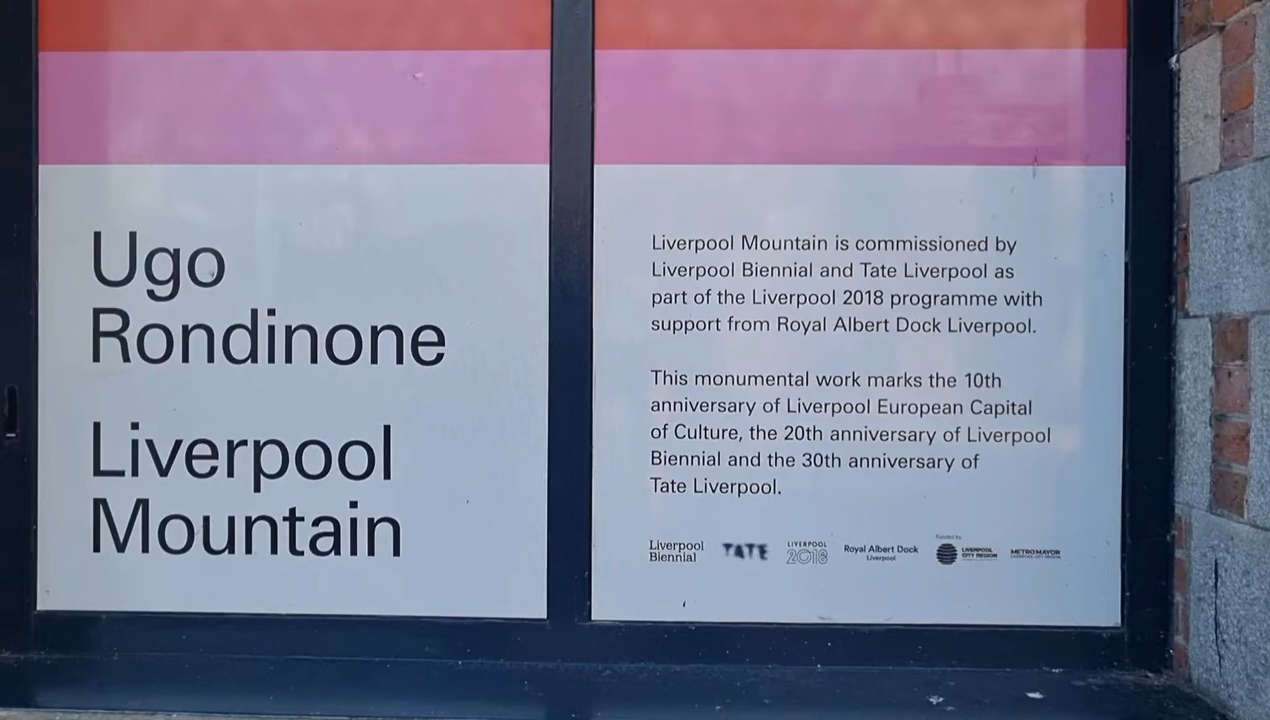 Ugo
Rondinone
Liverpool
Mountain
Liverpool Mountain is commissioned by
Liverpool Biennial and Tate Liverpool as
part of the Liverpool 2018 programme with
support from Royal Albert Dock Liverpool.
This monumental work marks the 10th
anniversary of Liverpool European Capital
of Culture, the 20th anniversary of Liverpool
Biennial and the 30th anniversary of
Tate Liverpool.
Liverpool
Biennial
TATE
LIVERPOOL
2018
Royal Albert Dock
Liverpool
Funded by
LIVERPOOL
CITY REGION
METRO MAYOR
LIVERPOOL CITY REGION